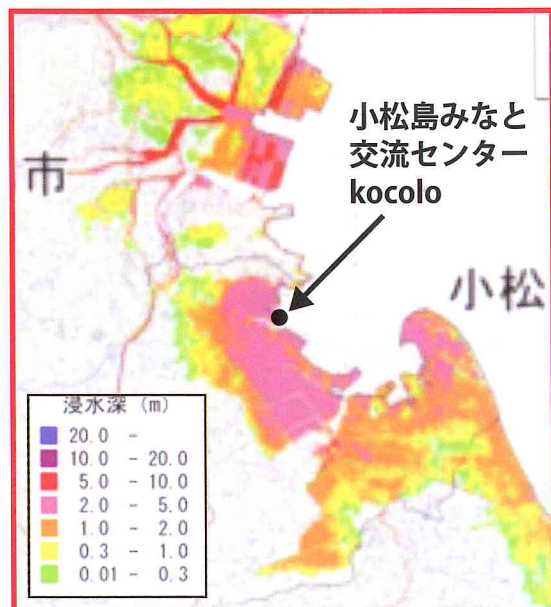 小松島みなと
交流センター
kocolo
市
小松
浸水深 (m)
20.0 -
10.0 - 20.0
5.0 - 10.0
2.0 - 5.0
1.0 - 2.0
0.3 - 1.0
0.01 - 0.3